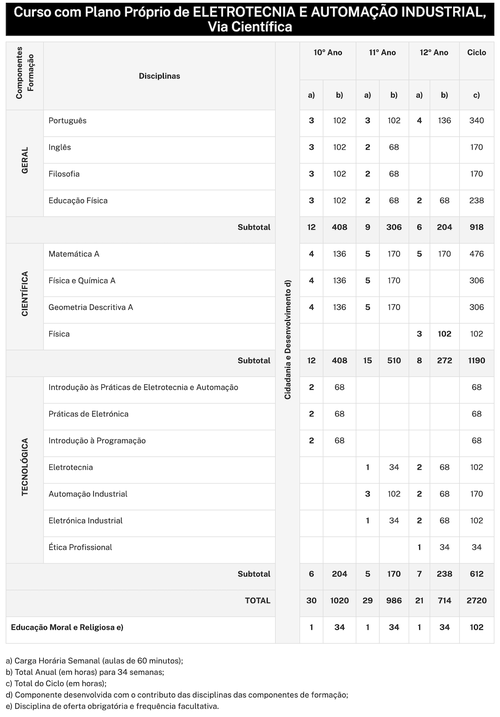 Curso com Plano Próprio de ELETROTECNIA E AUTOMAÇÃO INDUSTRIAL,
Via Científica
Componentes
Formação
Disciplinas
Cidadania e Desenvolvimento d)
10º Ano 11º Ano 12º Ano Ciclo
a) b) a) b) a) b) c)
GERAL
Português 3 102 3 102 4 136 340
Inglês 3 102 2 68 170
Filosofia 3 102 2 68 170
Educação Física 3 102 2 68 2 68 238
Subtotal 12 408 9 306 6 204 918
CIENTÍFICA
Matemática A 4 136 5 170 5 170 476
Física e Química A 4 136 5 170 306
Geometria Descritiva A 4 136 5 170 306
Física 3 102 102
Subtotal 12 408 15 510 8 272 1190
TECNOLÓGICA
Introdução às Práticas de Eletrotecnia e Automação 2 68 68
Práticas de Eletrónica 2 68 68
Introdução à Programação 2 68 68
Eletrotecnia 1 34 2 68 102
Automação Industrial 3 102 2 68 170
Eletrónica Industrial 1 34 2 68 102
Ética Profissional 1 34 34
Subtotal 6 204 5 170 7 238 612
TOTAL 30 1020 29 986 21 714 2720
Educação Moral e Religiosa e) 1 34 1 34 1 34 102
a) Carga Horária Semanal (aulas de 60 minutos);
b) Total Anual (em horas) para 34 semanas;
c) Total do Ciclo (em horas);
d) Componente desenvolvida com o contributo das disciplinas das componentes de formação;
e) Disciplina de oferta obrigatória e frequência facultativa.